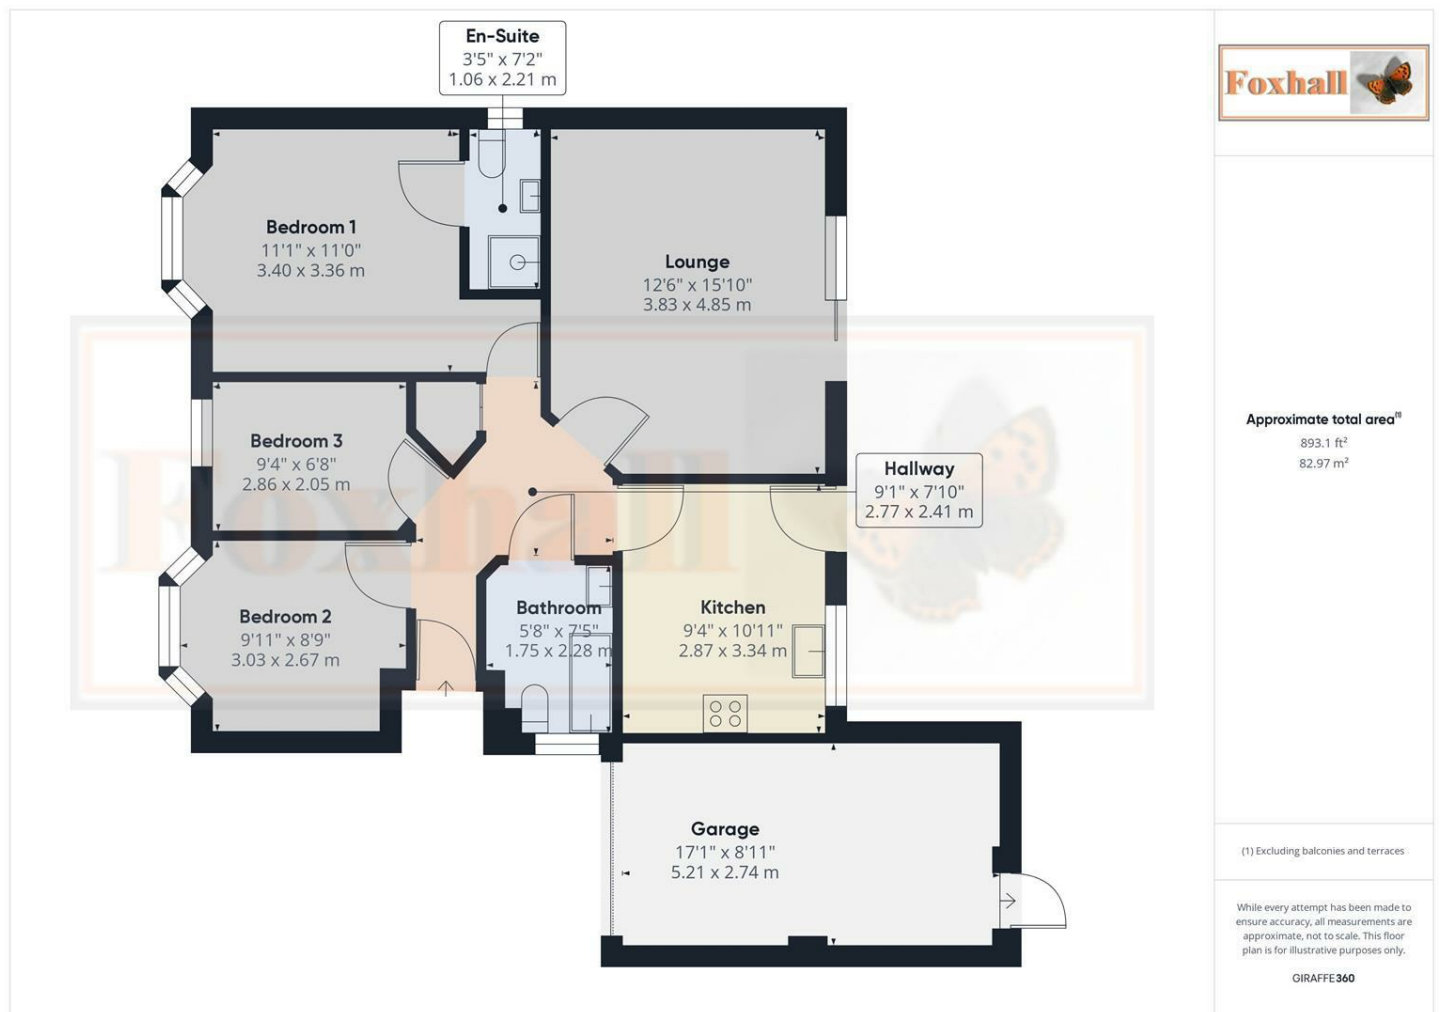 En-Suite
3'5" x 7'2"
1.06 x 2.21 m
Foxhall
Bedroom 1
11'1" x 11'0"
3.40 x 3.36 m
Lounge
12'6" x 15'10"
3.83 x 4.85 m
Approximate total area(1)
893.1 ft²
82.97 m²
Bedroom 3
9'4" x 6'8"
2.86 x 2.05 m
Hallway
9'1" x 7'10"
2.77 x 2.41 m
Foxhall
Bedroom 2
9'11" x 8'9"
3.03 x 2.67 m
Bathroom
5'8" x 7'5"
1.75 x 2.28 m
Kitchen
9'4" x 10'11"
2.87 x 3.34 m
Garage
17'1" x 8'11"
5.21 x 2.74 m
(1) Excluding balconies and terraces
While every attempt has been made to
ensure accuracy, all measurements are
approximate, not to scale. This floor
plan is for illustrative purposes only.
GIRAFFE360